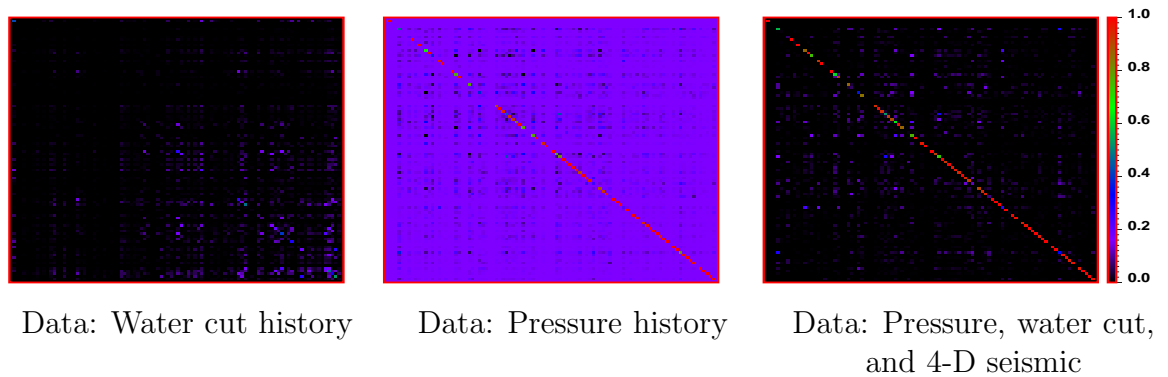 1.0
0.8
0.6
0.4
0.2
0.0
Data: Water cut history
Data: Pressure history
Data: Pressure, water cut,
and 4-D seismic